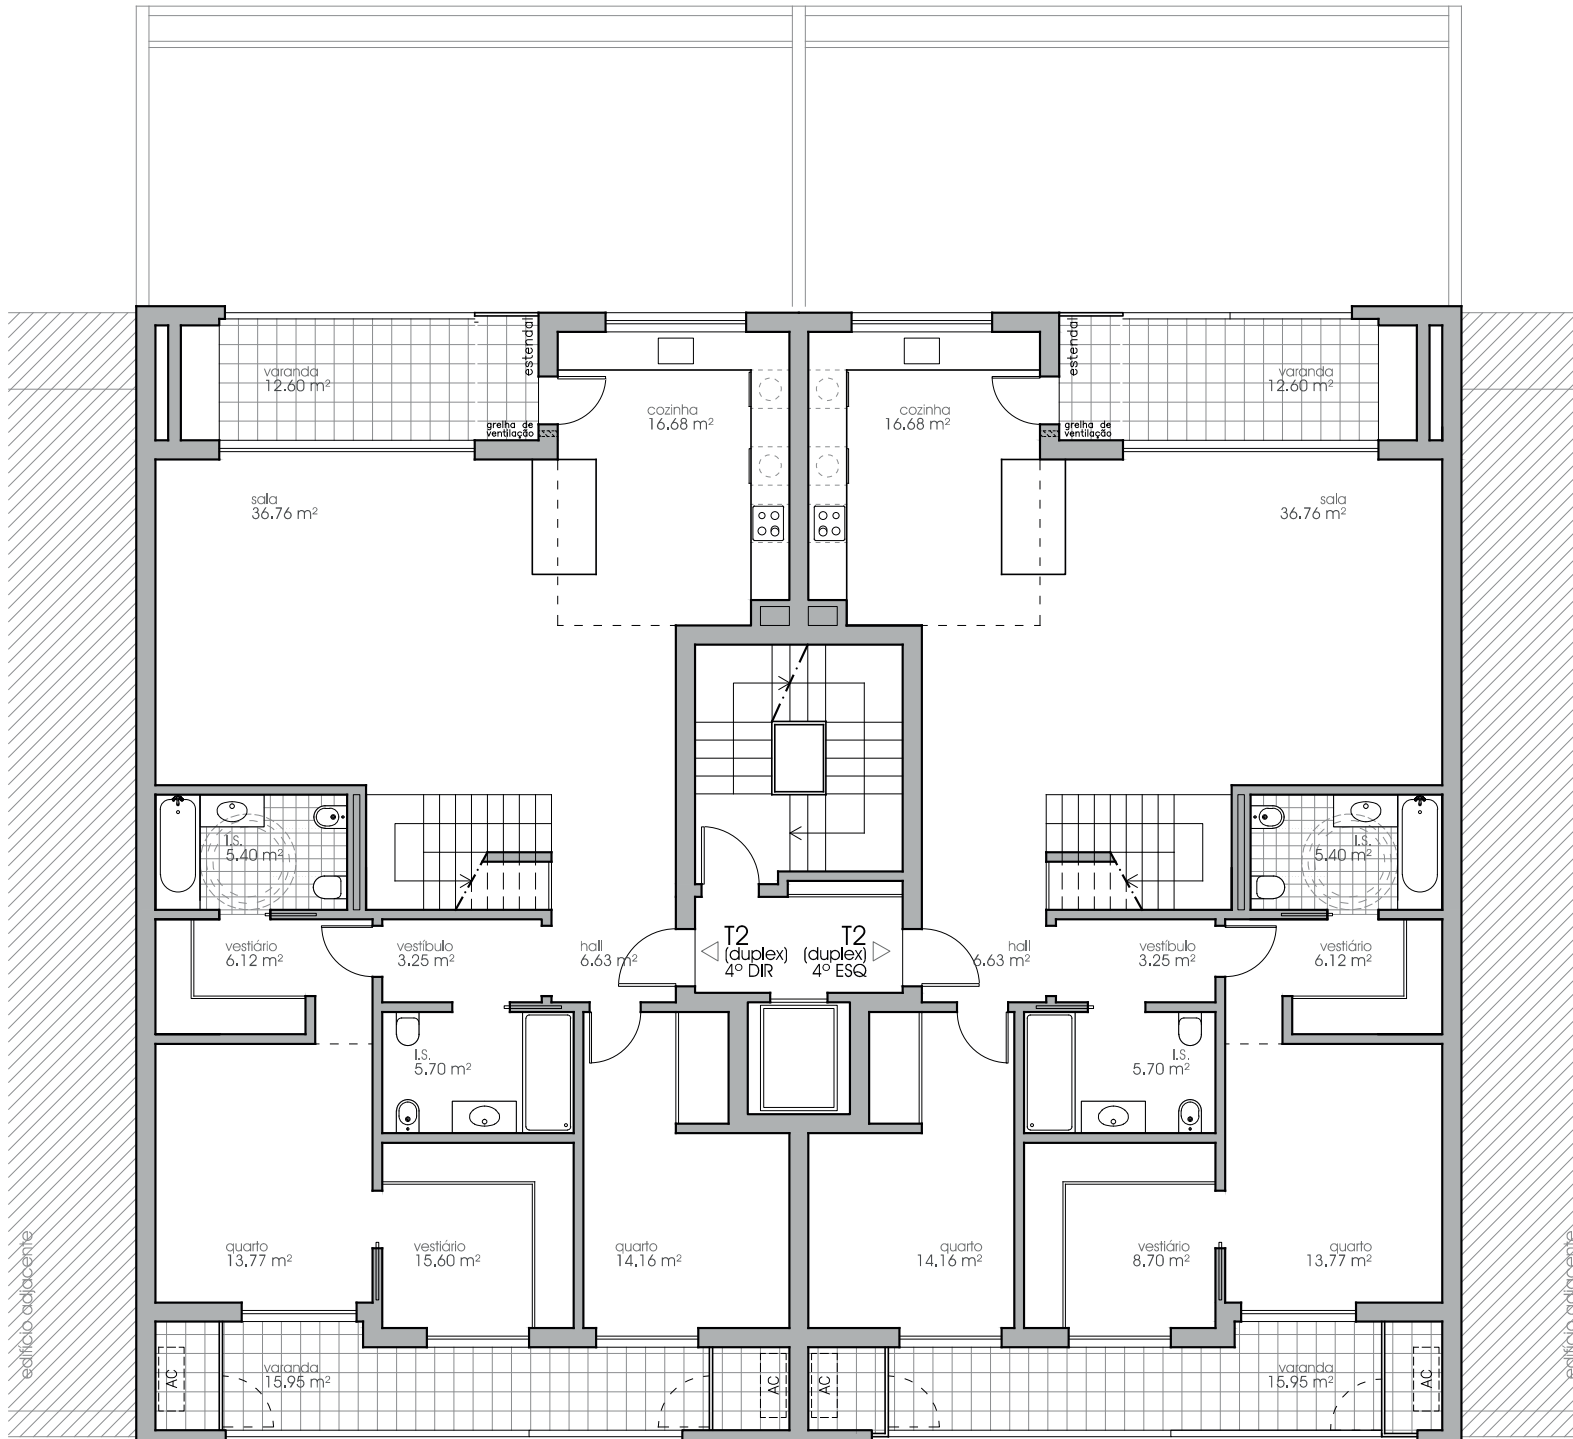 estendal
estendal
varanda
12.60 m²
varanda
12.60 m²
cozinha
16.68 m²
cozinha
16.68 m²
grelha de
ventilação
grelha de
ventilação
sala
36.76 m²
sala
36.76 m²
I.S.
5.40 m²
I.S.
5.40 m²
vestiário
6.12 m²
vestíbulo
3.25 m²
hall
6.63 m²
T2
(duplex)
4º DIR
T2
(duplex)
4º ESQ
hall
6.63 m²
vestíbulo
3.25 m²
vestiário
6.12 m²
I.S.
5.70 m²
I.S.
5.70 m²
quarto
13.77 m²
vestiário
15.60 m²
quarto
14.16 m²
quarto
14.16 m²
vestiário
8.70 m²
quarto
13.77 m²
edifício adjacente
edifício adjacente
varanda
15.95 m²
varanda
15.95 m²
AC
AC
AC
AC